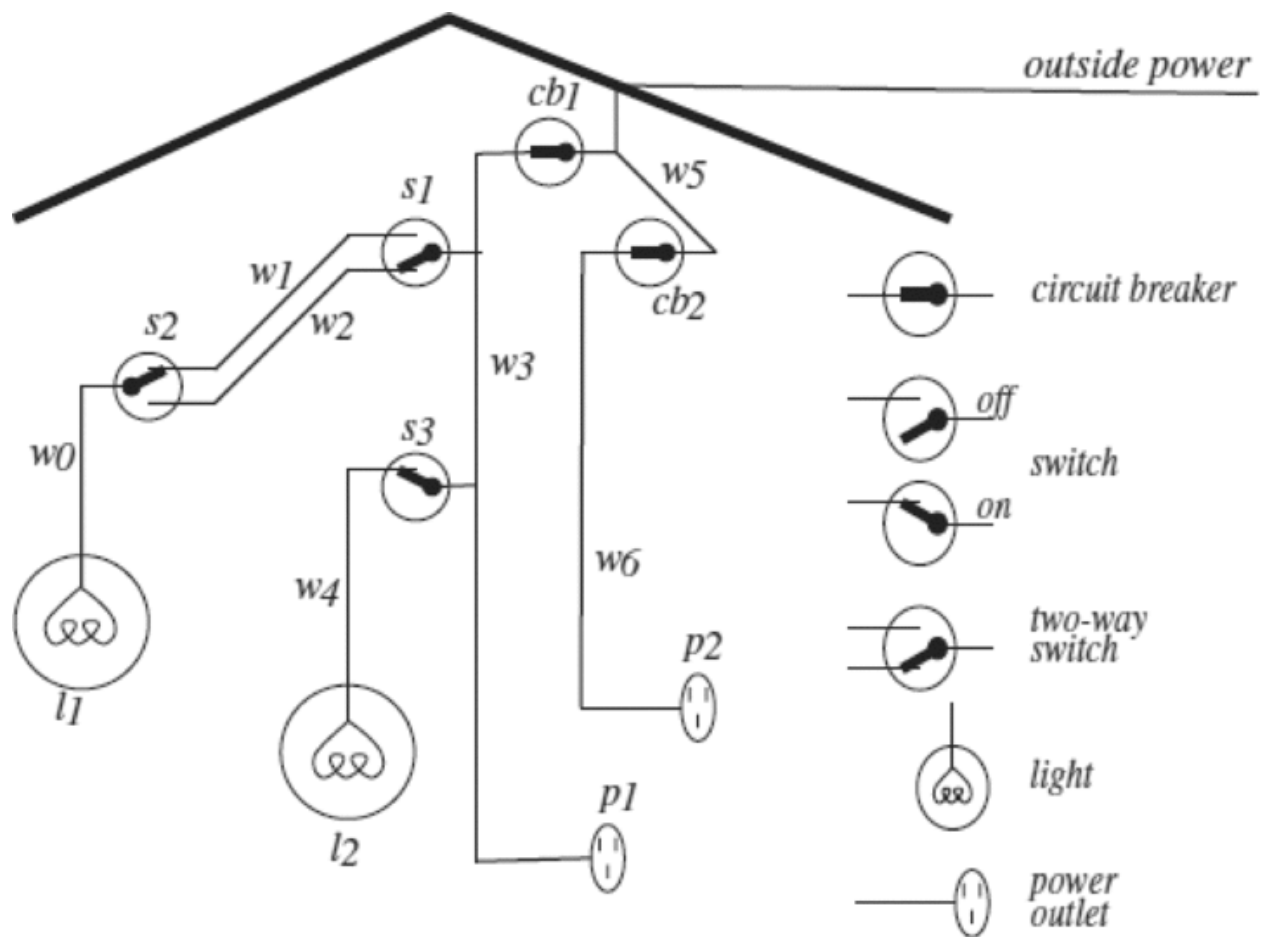 outside power
cb1
w5
s1
w1
cb2
w2
s2
w3
circuit breaker
off
switch
on
s3
w0
w4
w6
two-way
switch
p2
l1
light
p1
l2
power
outlet